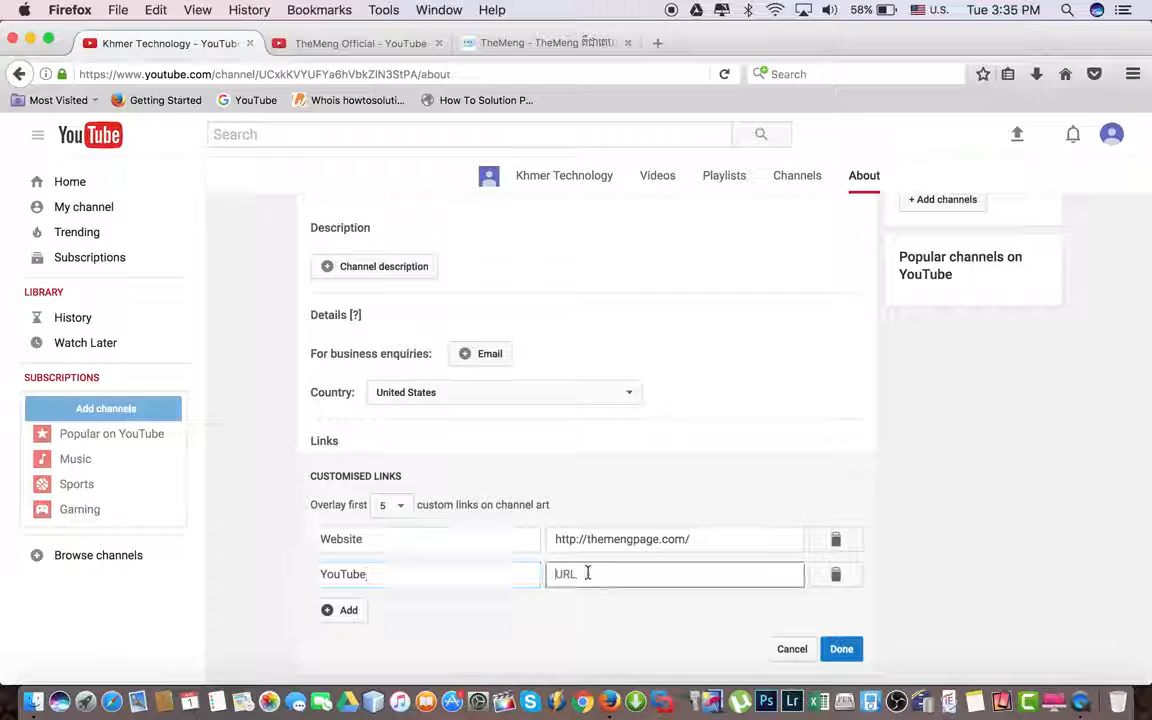 Firefox File Edit View History Bookmarks Tools Window Help 58% U.S. Tue 3:35 PM
Khmer Technology - YouTub TheMeng Official - YouTube TheMeng - TheMeng
https://www.youtube.com/channel/UCxkKVYUFYa6hVbkZIN3StPA/about Search
Most Visited Getting Started YouTube Whois howtosoluti... How To Solution P...
YouTube Search
Khmer Technology Videos Playlists Channels About
Home
My channel
Trending
Subscriptions
LIBRARY
History
Watch Later
SUBSCRIPTIONS
Add channels
Popular on YouTube
Music
Sports
Gaming
Browse channels
Description
Channel description
Details [?]
For business enquiries: Email
Country: United States
Links
CUSTOMISED LINKS
Overlay first 5 custom links on channel art
Website http://themengpage.com/
YouTube URL
Add
Cancel Done
+ Add channels
Popular channels on
YouTube